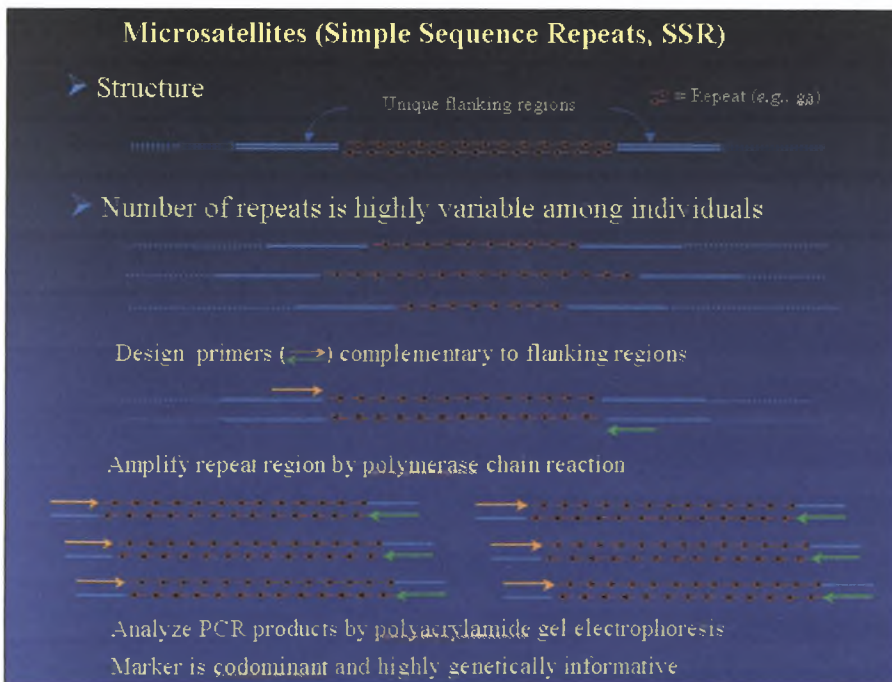 Microsatellites (Simple Sequence Repeats, SSR)
Structure
Unique flanking regions
= Repeat (e.g., ga)
Number of repeats is highly variable among individuals
Design primers ( ) complementary to flanking regions
Amplify repeat region by polymerase chain reaction
Analyze PCR products by polyacrylamide gel electrophoresis
Marker is codominant and highly genetically informative